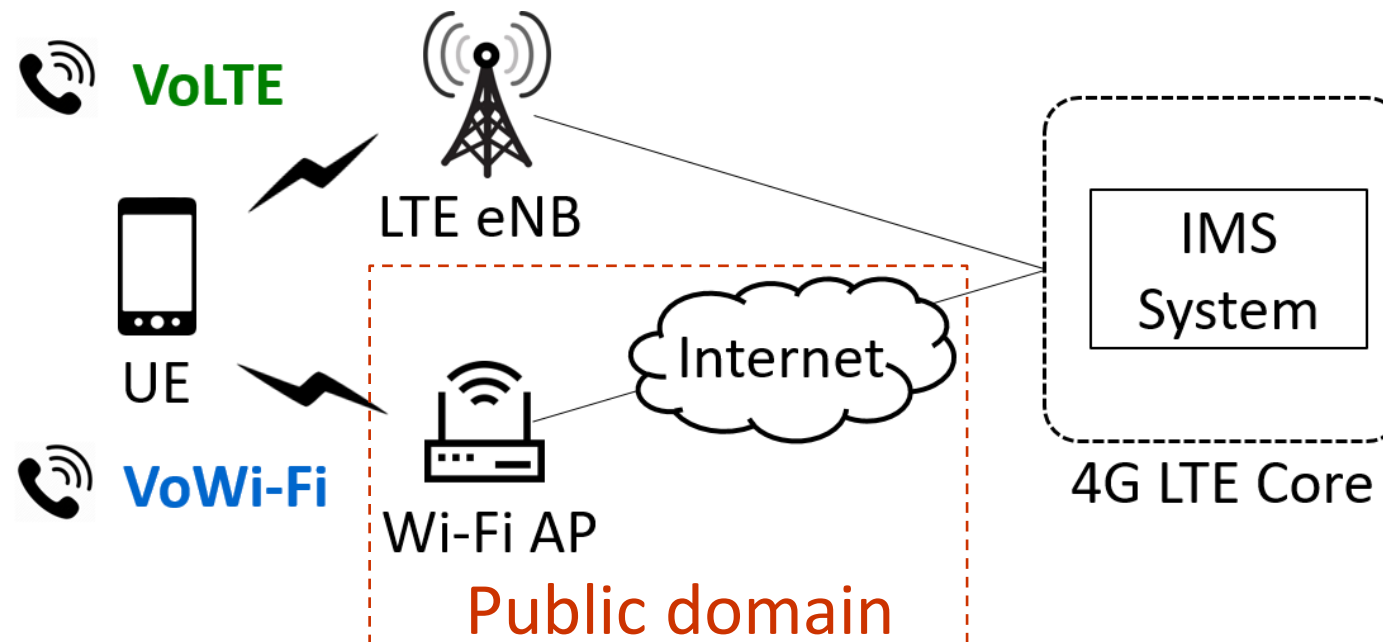 VoLTE
LTE eNB
UE
VoWi-Fi
Wi-Fi AP
Internet
Public domain
IMS
System
4G LTE Core